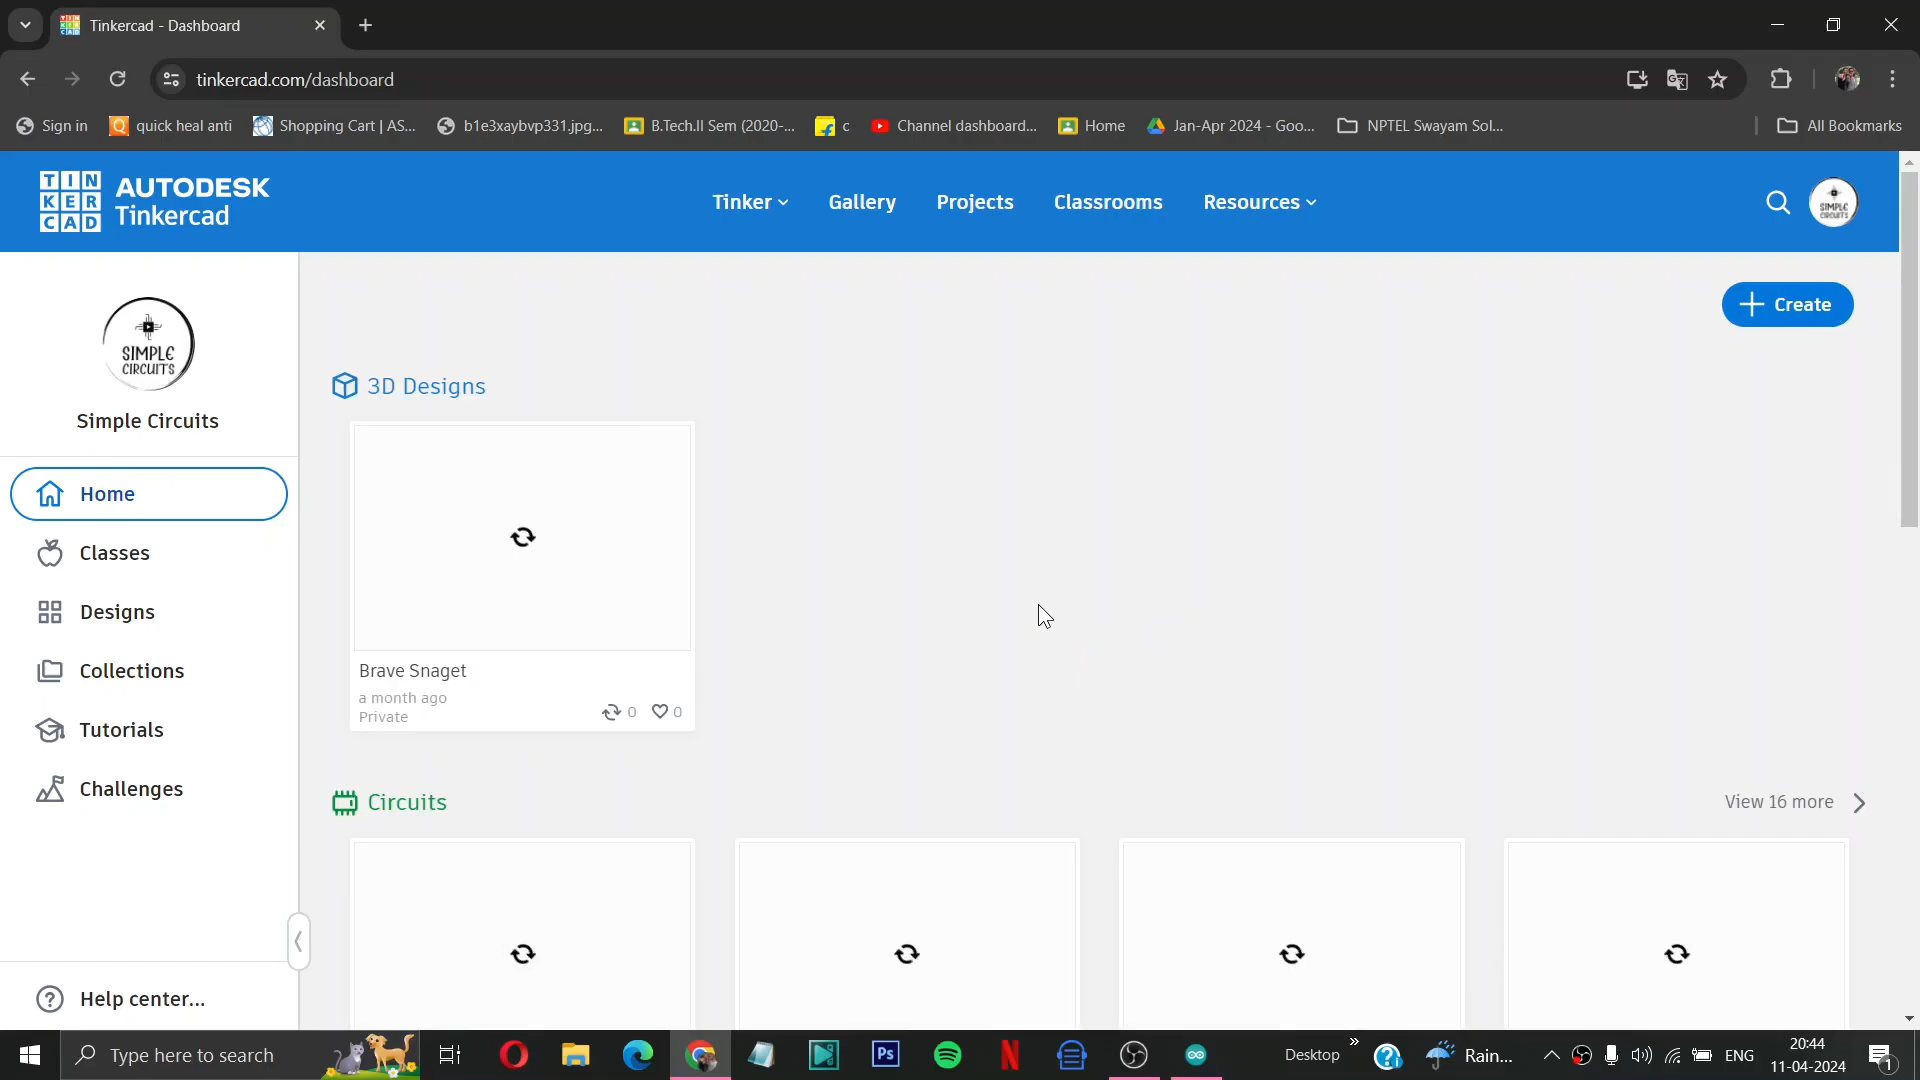 Tinkercad - Dashboard
tinkercad.com/dashboard
Sign in
quick heal anti
Shopping Cart | AS...
b1e3xaybvp331.jpg...
B.Tech.II Sem (2020-...
c
Channel dashboard...
Home
Jan-Apr 2024 - Goo...
NPTEL Swayam Sol...
All Bookmarks
TIN
KER
CAD
AUTODESK
Tinkercad
Tinker
Gallery
Projects
Classrooms
Resources
SIMPLE
CIRCUITS
Create
SIMPLE
CIRCUITS
Simple Circuits
Home
Classes
Designs
Collections
Tutorials
Challenges
Help center...
3D Designs
Brave Snaget
a month ago
Private
0
0
Circuits
View 16 more
Type here to search
Ps
Desktop
Rain...
ENG
20:44
11-04-2024
1